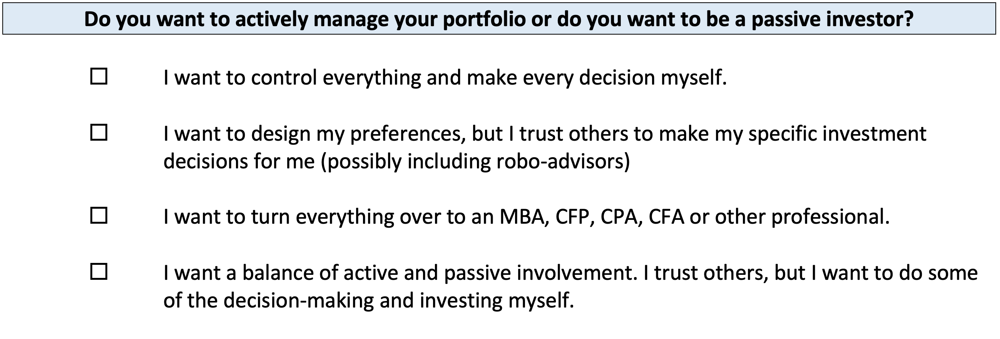 Do you want to actively manage your portfolio or do you want to be a passive investor?
I want to control everything and make every decision myself.
I want to design my preferences, but I trust others to make my specific investment
decisions for me (possibly including robo-advisors)
I want to turn everything over to an MBA, CFP, CPA, CFA or other professional.
I want a balance of active and passive involvement. I trust others, but I want to do some
of the decision-making and investing myself.